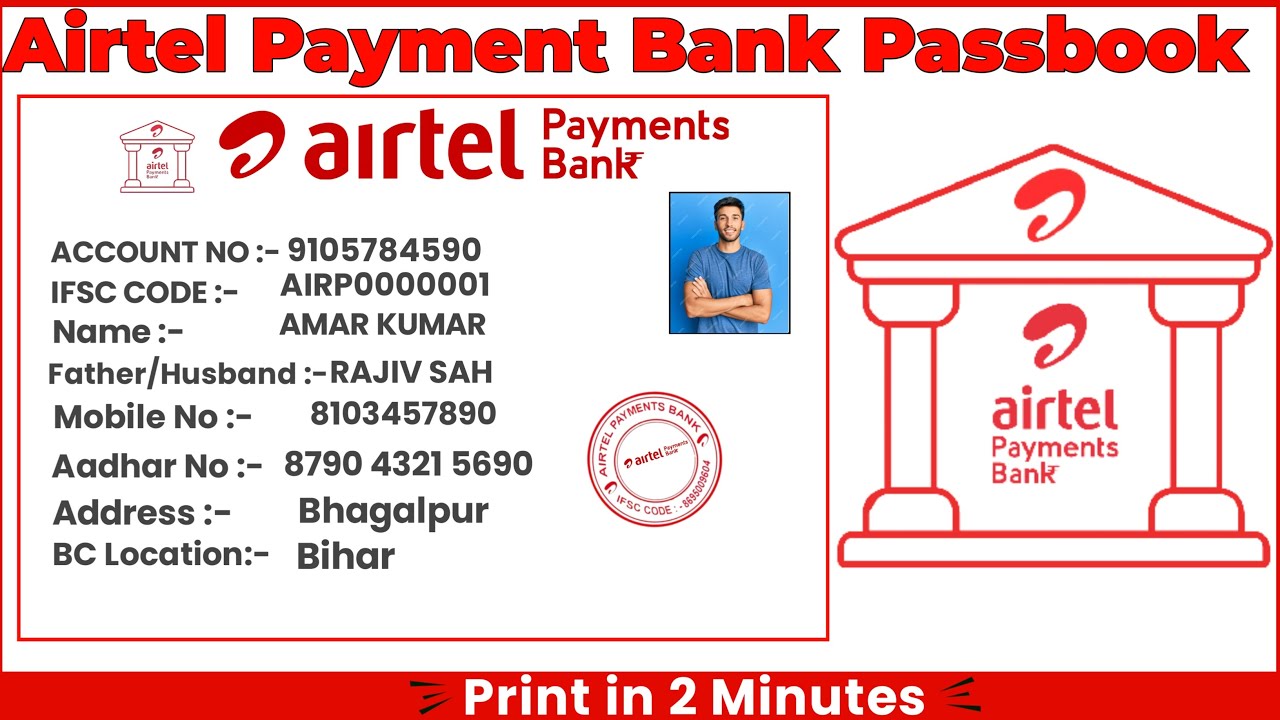 Airtel Payment Bank Passbook
airtel
Payments
Bank₹
airtel Payments
Bank₹
ACCOUNT NO :- 9105784590
IFSC CODE :- AIRP0000001
Name :- AMAR KUMAR
Father/Husband :-RAJIV SAH
Mobile No :- 8103457890
Aadhar No :- 8790 4321 5690
Address :- Bhagalpur
BC Location:- Bihar
AIRTEL PAYMENTS BANK
airtel Payments
Bank₹
IFSC CODE : -8695009604
airtel
Payments
Bank₹
Print in 2 Minutes